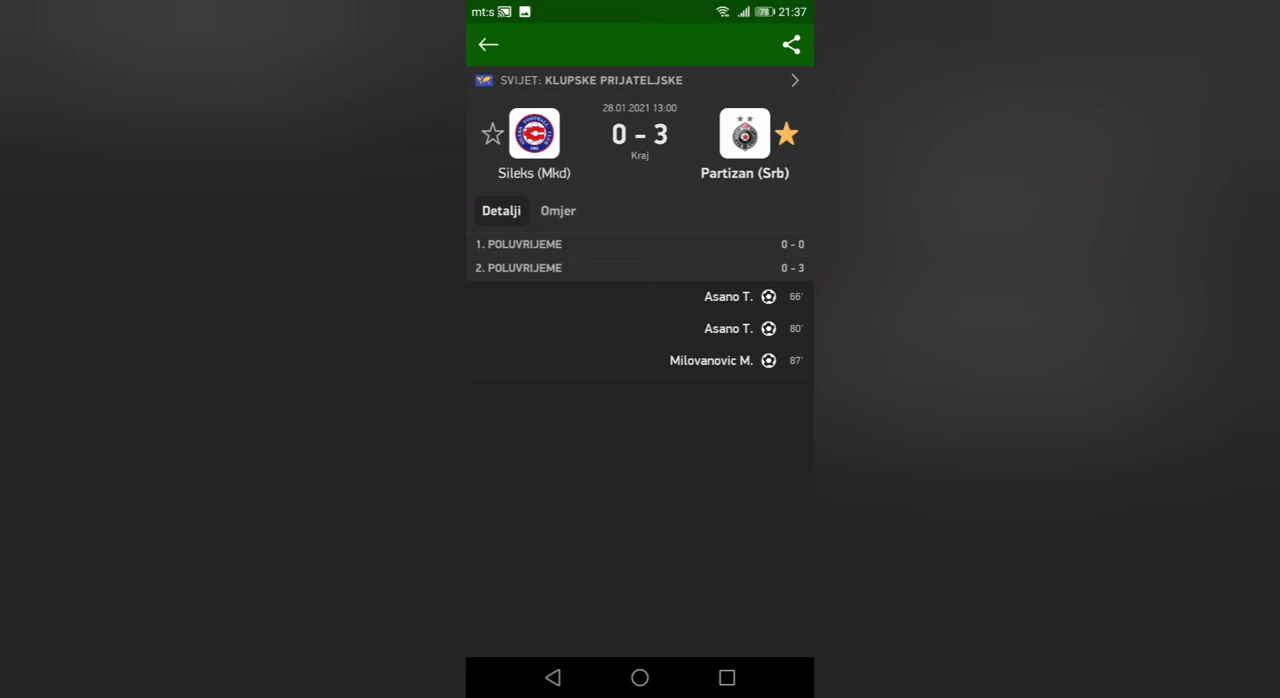 mt:s 78 21:37
SVIJET: KLUPSKE PRIJATELJSKE
28.01.2021 13:00
0 - 3
Kraj
Sileks (Mkd) Partizan (Srb)
Detalji Omjer
1. POLUVRIJEME 0 - 0
2. POLUVRIJEME 0 - 3
Asano T. 66'
Asano T. 80'
Milovanovic M. 87'